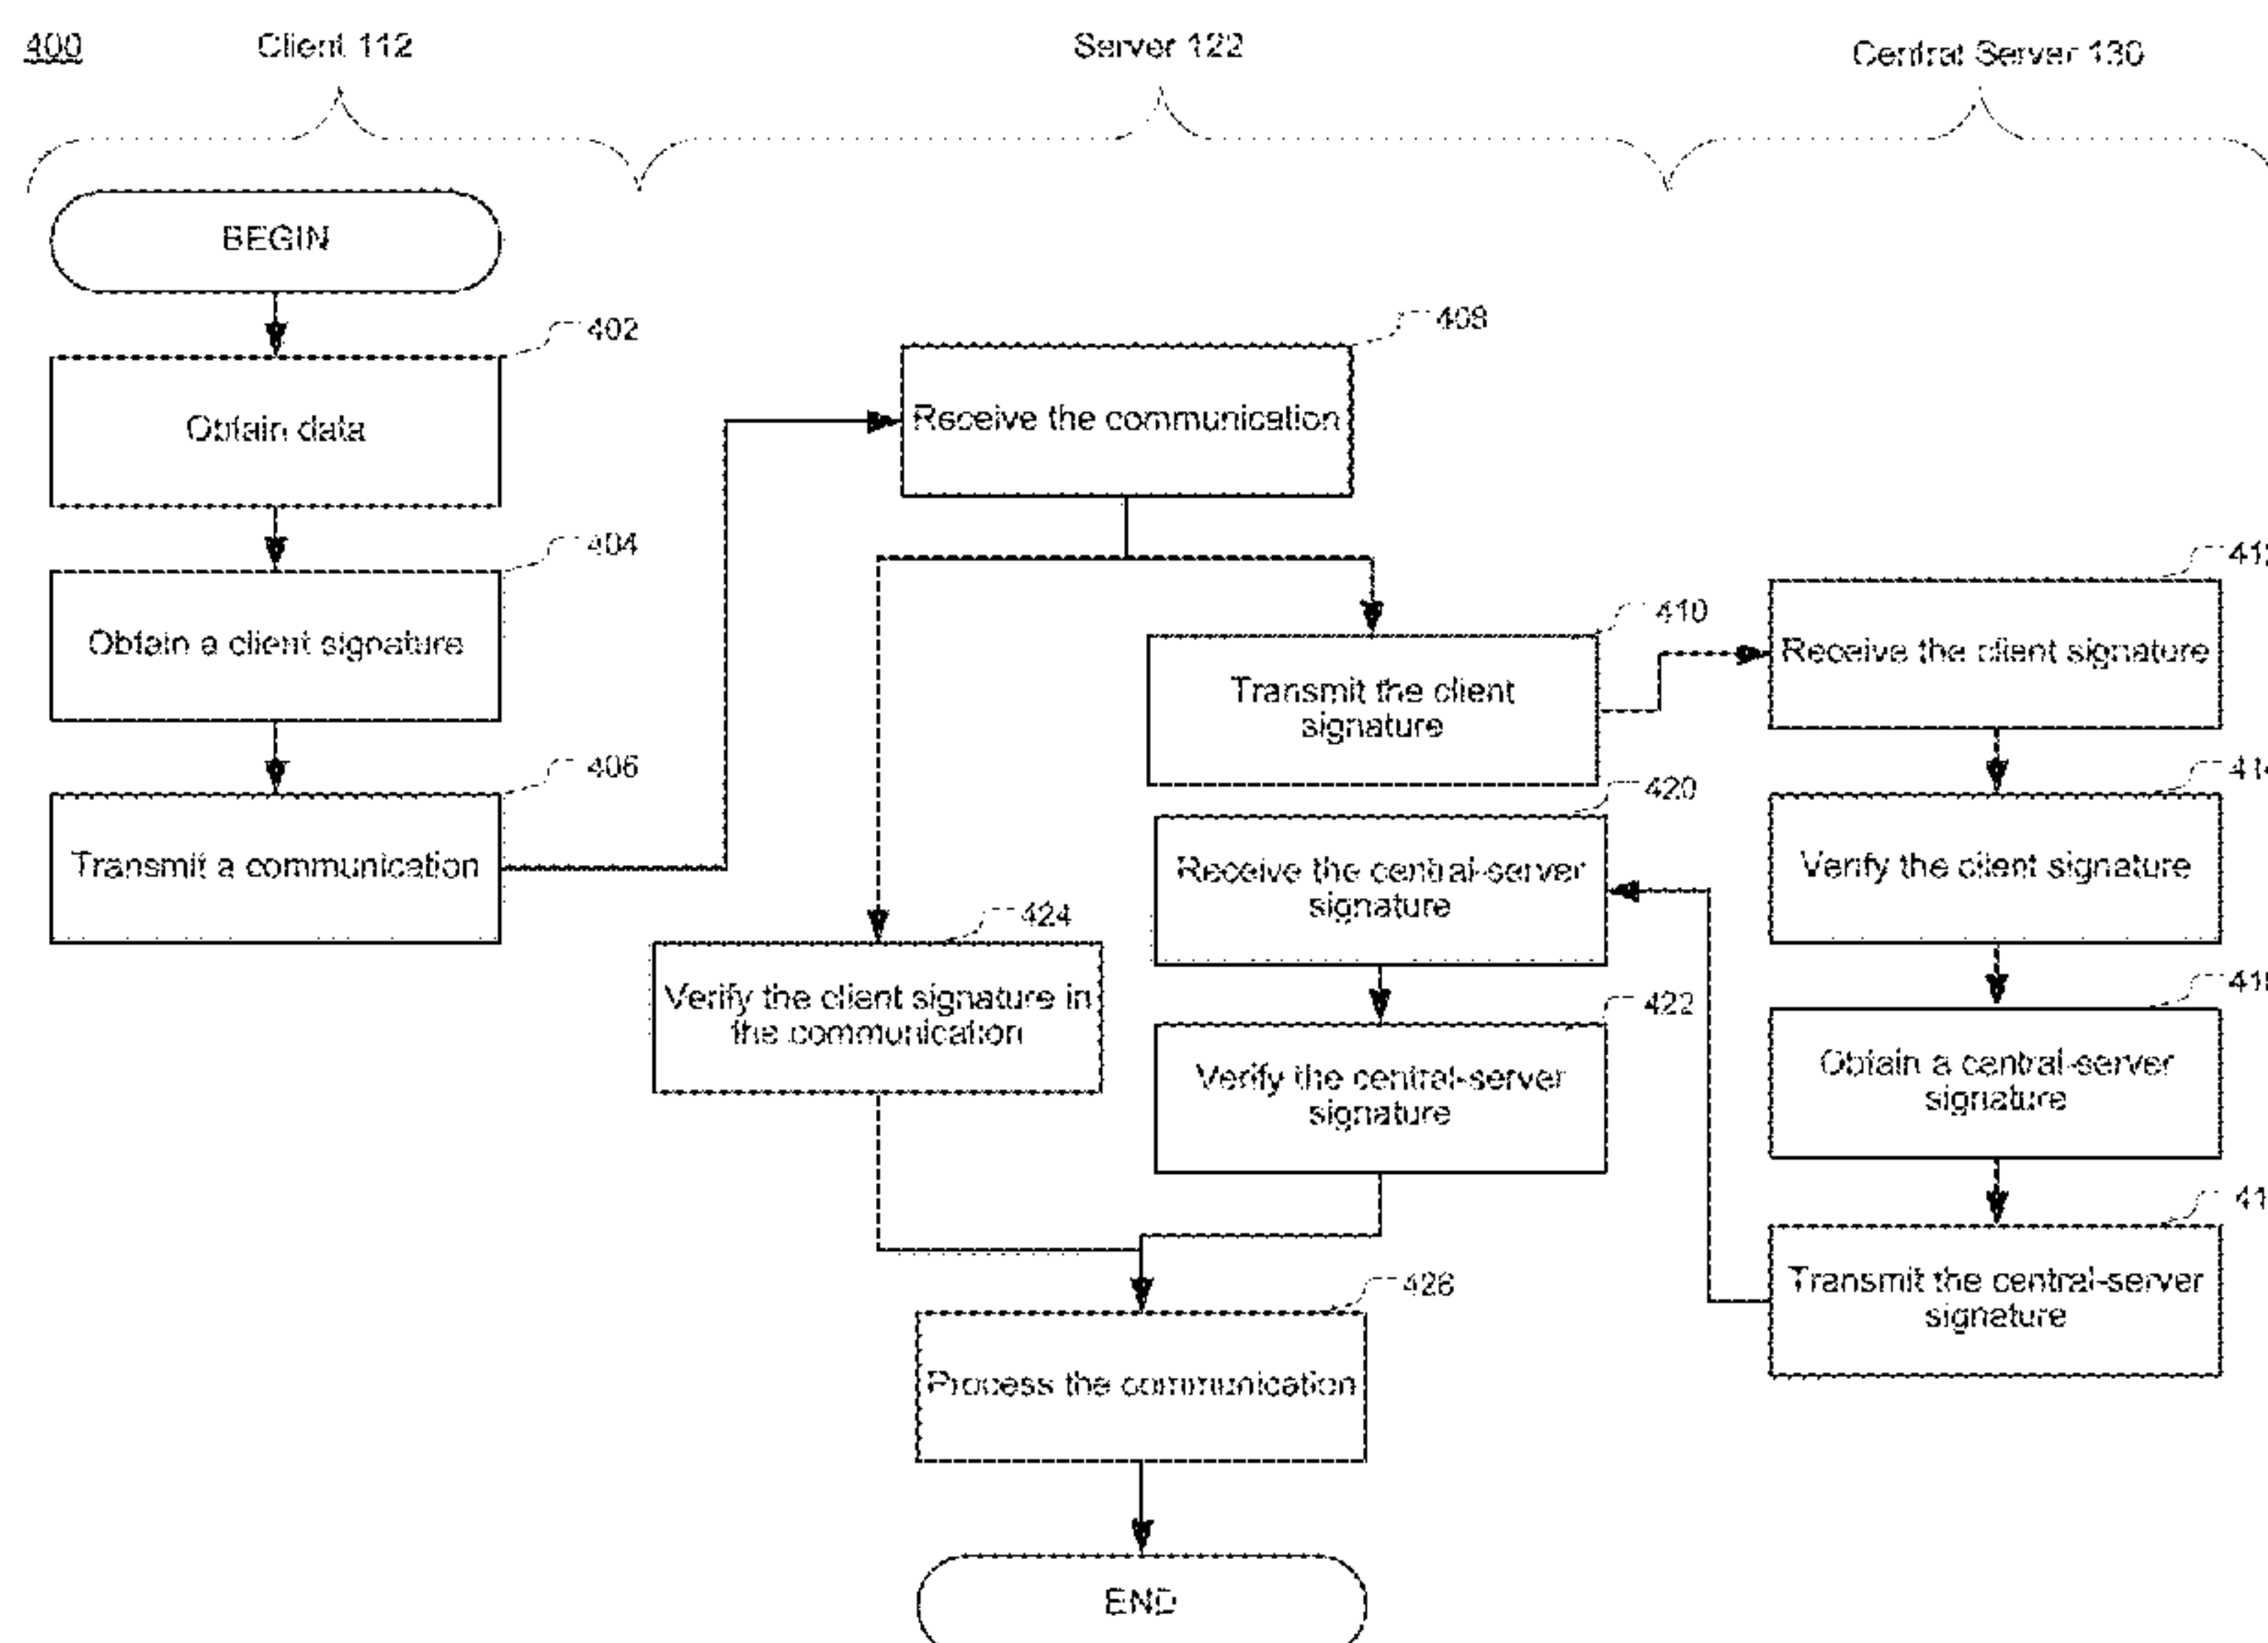 400
Client 112
Server 122
Central Server 130
BEGIN
402
Obtain data
404
Obtain a client signature
406
Transmit a communication
408
Receive the communication
410
Transmit the client
signature
412
Receive the client signature
414
Verify the client signature
Obtain a central-server
signature
Transmit the central-server
signature
420
Receive the central-server
signature
422
Verify the central-server
signature
424
Verify the client signature in
the communication
426
Process the communication
END